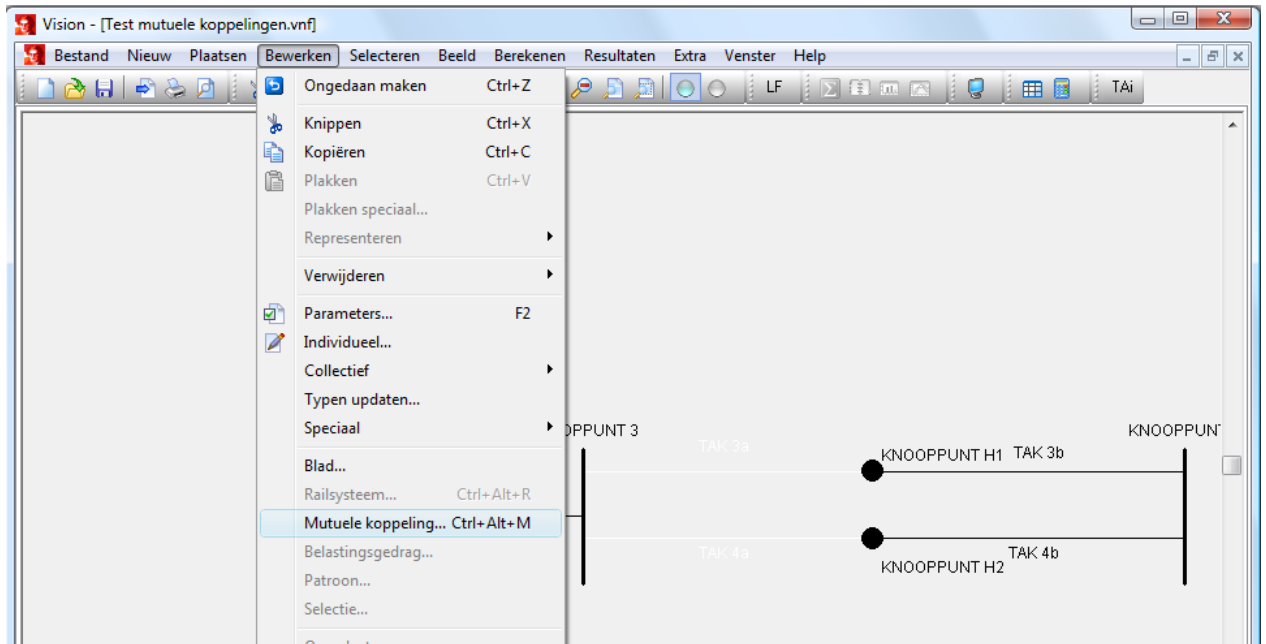 Vision - [Test mutuele koppelingen.vnf]
Bestand Nieuw Plaatsen Bewerken Selecteren Beeld Berekenen Resultaten Extra Venster Help
LF TAi
Ongedaan maken Ctrl+Z
Knippen Ctrl+X
Kopiëren Ctrl+C
Plakken Ctrl+V
Plakken speciaal...
Representeren
Verwijderen
Parameters... F2
Individueel...
Collectief
Typen updaten...
Speciaal
Blad...
Railsysteem... Ctrl+Alt+R
Mutuele koppeling... Ctrl+Alt+M
Belastingsgedrag...
Patroon...
Selectie...
OPPUNT 3
KNOOPPUN
TAK 3a
KNOOPPUNT H1 TAK 3b
TAK 4a
TAK 4b
KNOOPPUNT H2